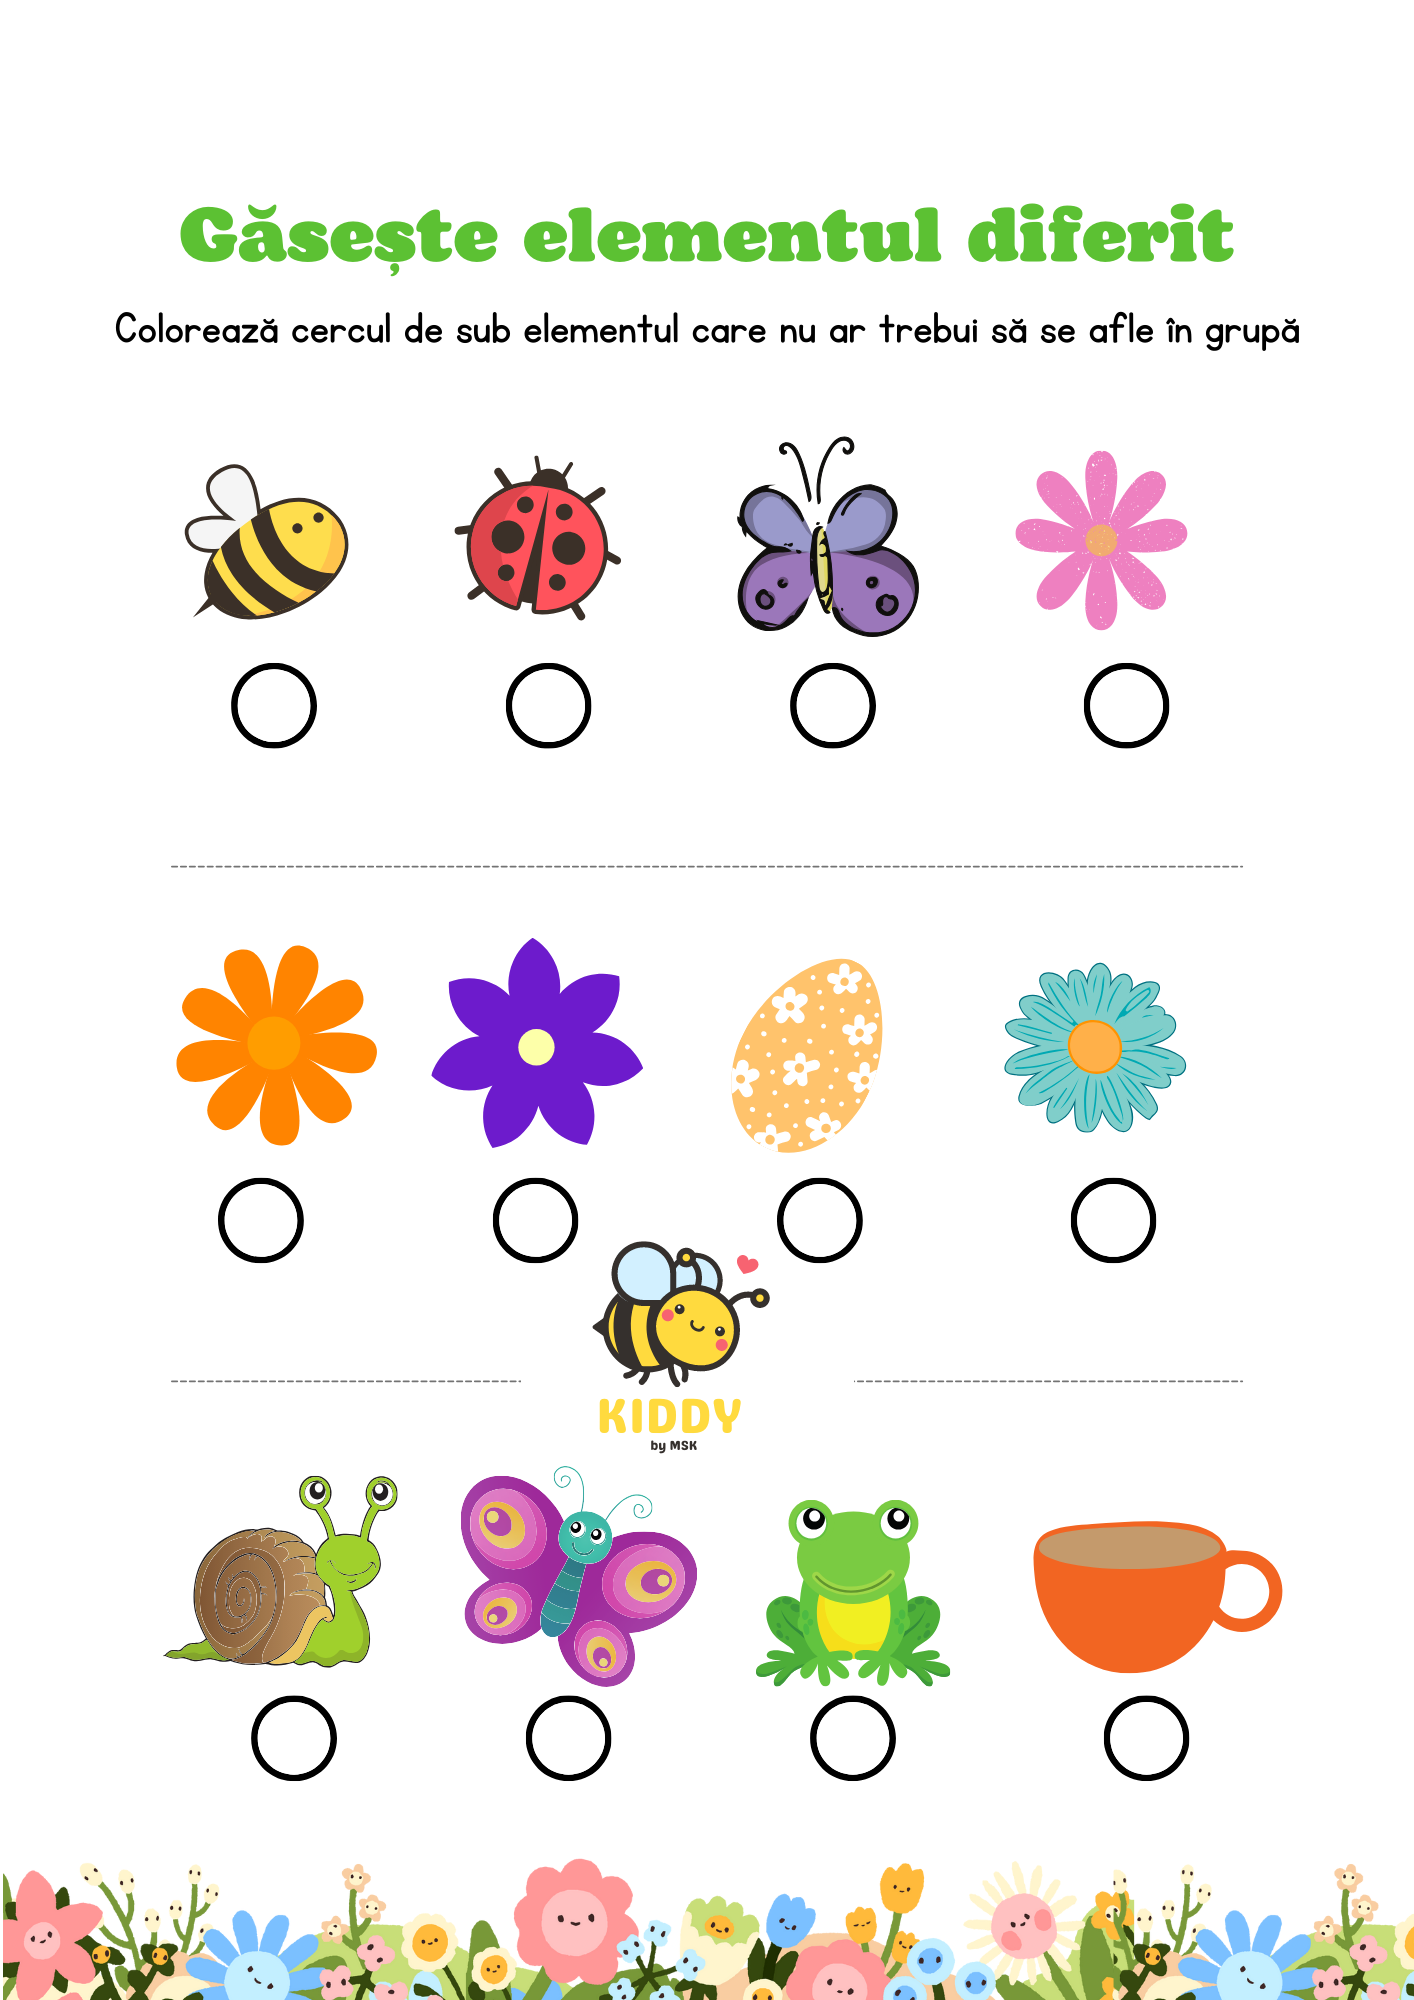 Găsește elementul diferit
Colorează cercul de sub elementul care nu ar trebui să se afle în grupă
KIDDY
by MSK